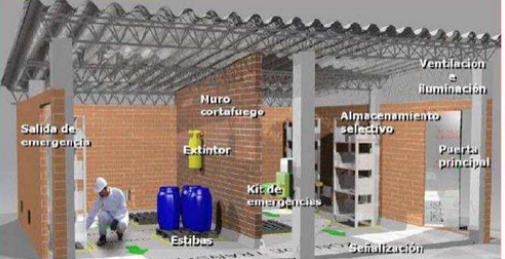 Ventilación
e
iluminación
Muro
cortafuego
Almacenamiento
selectivo
Salida de
emergencia
Extintor
Puerta
principal
Kit de
emergencias
Estibas
Señalización